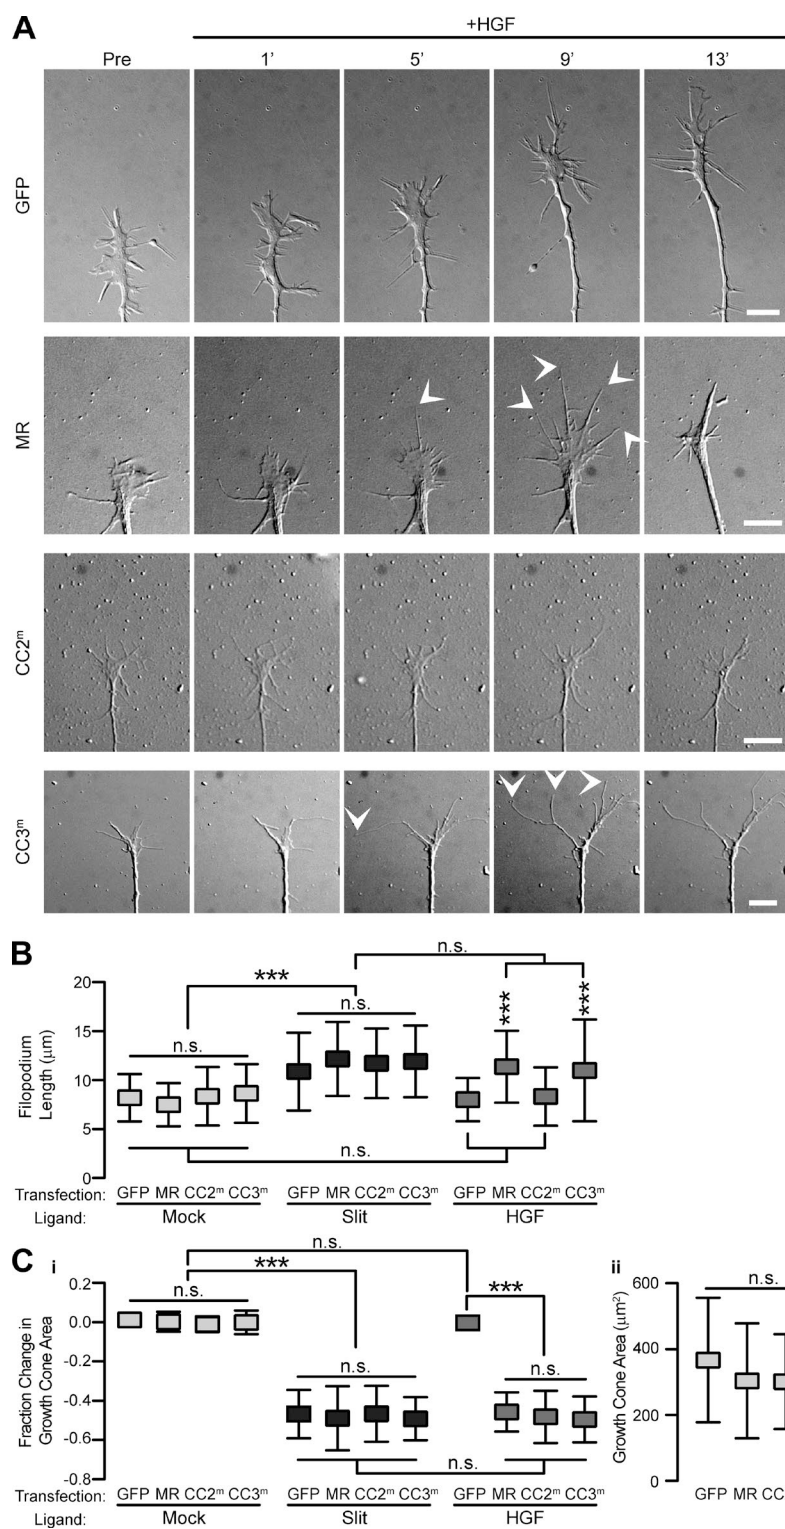 A
+HGF
Pre 1' 5' 9' 13'
GFP
MR
CC2ᵐ
CC3ᵐ
B
n.s.
20
***
n.s.
*** ***
15
n.s.
10
5
n.s.
0
Filopodium
Length (μm)
Transfection: GFP MR CC2ᵐ CC3ᵐ GFP MR CC2ᵐ CC3ᵐ GFP MR CC2ᵐ CC3ᵐ
Ligand: Mock Slit HGF
C
i
n.s.
***
n.s.
***
0.2
0.0
-0.2
-0.4
-0.6
-0.8
n.s.
n.s.
n.s.
Fraction Change in
Growth Cone Area
Transfection: GFP MR CC2ᵐ CC3ᵐ GFP MR CC2ᵐ CC3ᵐ GFP MR CC2ᵐ CC3ᵐ
Ligand: Mock Slit HGF
ii
n.s.
600
400
200
0
Growth Cone Area (μm²)
GFP MR CC